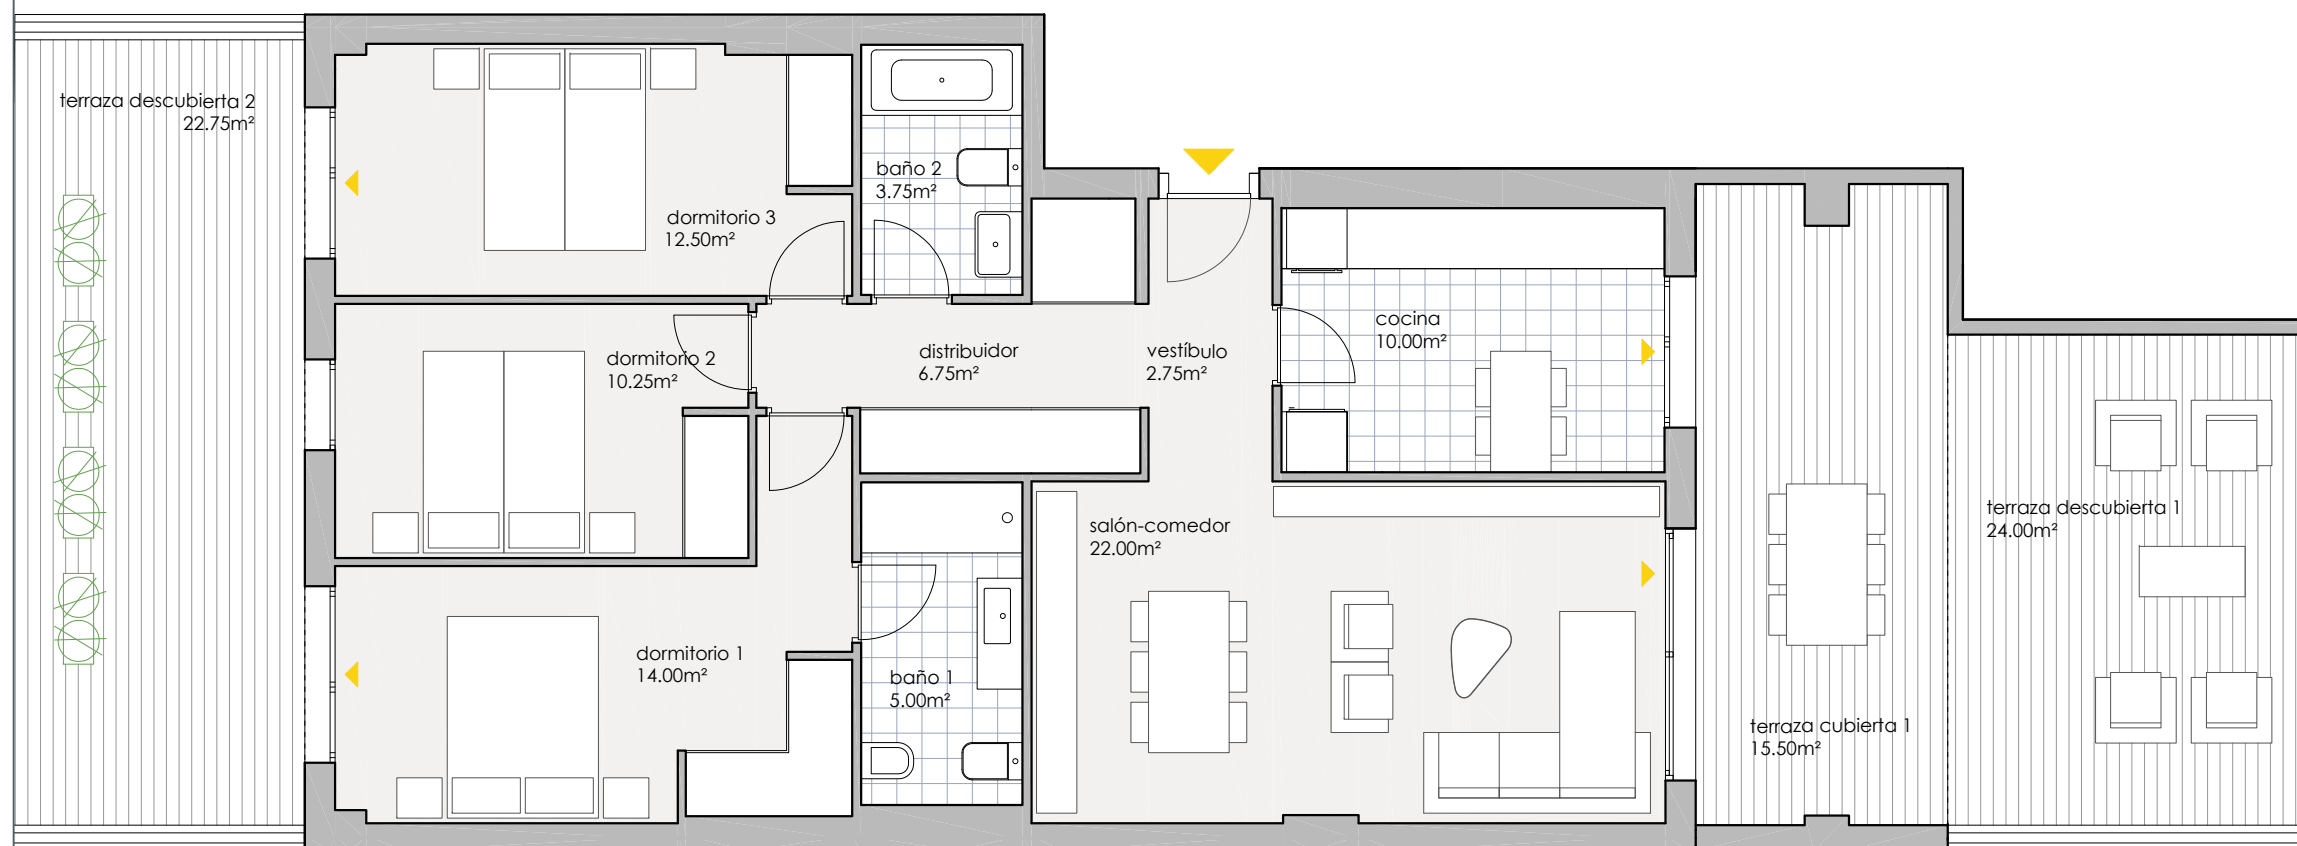 terraza descubierta 2
22.75m²
dormitorio 3
12.50m²
baño 2
3.75m²
dormitorio 2
10.25m²
distribuidor
6.75m²
vestíbulo
2.75m²
cocina
10.00m²
salón-comedor
22.00m²
terraza descubierta 1
24.00m²
dormitorio 1
14.00m²
baño 1
5.00m²
terraza cubierta 1
15.50m²